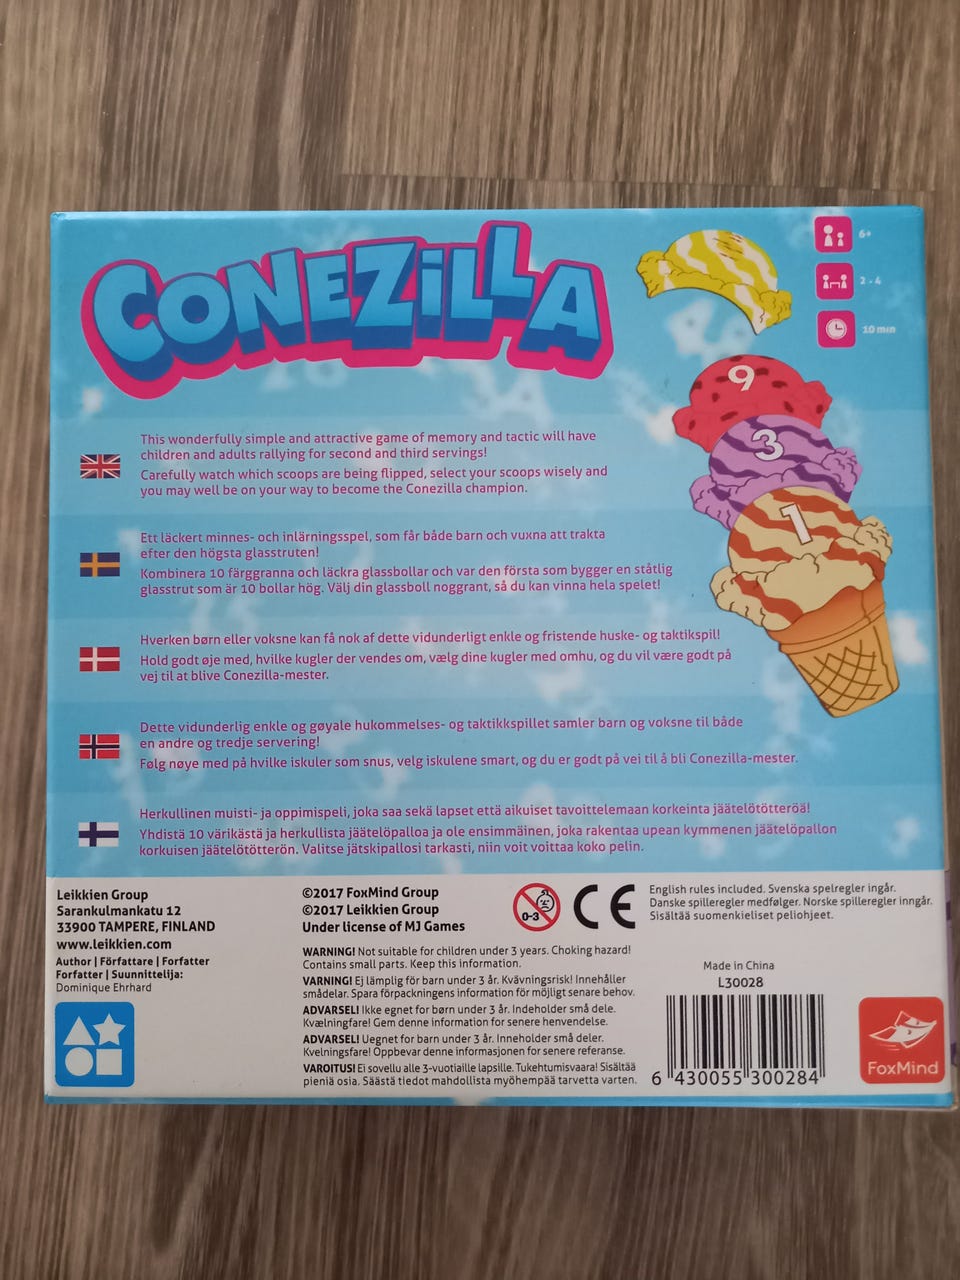 CONEZiLLA
6+
2 - 4
10 min
9
3
1
This wonderfully simple and attractive game of memory and tactic will have
children and adults rallying for second and third servings!
Carefully watch which scoops are being flipped, select your scoops wisely and
you may well be on your way to become the Conezilla champion.
Ett läckert minnes- och inlärningsspel, som får både barn och vuxna att trakta
efter den högsta glasstruten!
Kombinera 10 färggranna och läckra glassbollar och var den första som bygger en ståtlig
glasstrut som är 10 bollar hög. Välj din glassboll noggrant, så du kan vinna hela spelet!
Hverken børn eller voksne kan få nok af dette vidunderligt enkle og fristende huske- og taktikspil!
Hold godt øje med, hvilke kugler der vendes om, vælg dine kugler med omhu, og du vil være godt på
vej til at blive Conezilla-mester.
Dette vidunderlig enkle og gøyale hukommelses- og taktikkspillet samler barn og voksne til både
en andre og tredje servering!
Følg nøye med på hvilke iskuler som snus, velg iskulene smart, og du er godt på vei til å bli Conezilla-mester.
Herkullinen muisti- ja oppimispeli, joka saa sekä lapset että aikuiset tavoittelemaan korkeinta jäätelötötteröä!
Yhdistä 10 värikästä ja herkullista jäätelöpalloa ja ole ensimmäinen, joka rakentaa upean kymmenen jäätelöpallon
korkuisen jäätelötötterön. Valitse jätskipallosi tarkasti, niin voit voittaa koko pelin.
Leikkien Group
Sarankulmankatu 12
33900 TAMPERE, FINLAND
www.leikkien.com
Author | Författare | Forfatter
Forfatter | Suunnittelija:
Dominique Ehrhard
©2017 FoxMind Group
©2017 Leikkien Group
Under license of MJ Games
0-3
CE
English rules included. Svenska spelregler ingår.
Danske spilleregler medfølger. Norske spilleregler inngår.
Sisältää suomenkieliset peliohjeet.
WARNING! Not suitable for children under 3 years. Choking hazard!
Contains small parts. Keep this information.
VARNING! Ej lämplig för barn under 3 år. Kvävningsrisk! Innehåller
smådelar. Spara förpackningens information för möjligt senare behov.
ADVARSEL! Ikke egnet for børn under 3 år. Indeholder små dele.
Kvælningfare! Gem denne information for senere henvendelse.
ADVARSEL! Uegnet for barn under 3 år. Inneholder små deler.
Kvelningsfare! Oppbevar denne informasjonen for senere referanse.
VAROITUS! Ei sovellu alle 3-vuotiaille lapsille. Tukehtumisvaara! Sisältää
pieniä osia. Säästä tiedot mahdollista myöhempää tarvetta varten.
Made in China
L30028
6 430055 300284
FoxMind